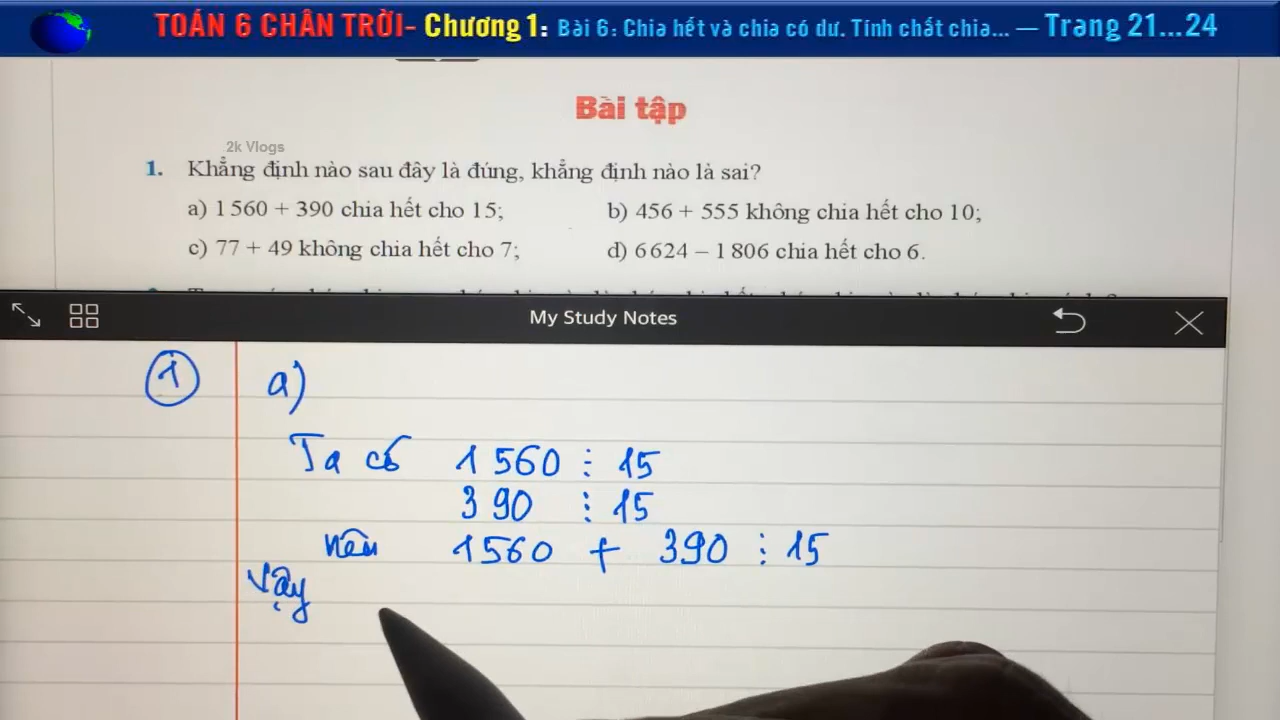 TOÁN 6 CHÂN TRỜI- Chương 1: Bài 6: Chia hết và chia có dư. Tính chất chia... — Trang 21...24
Bài tập
2k Vlogs
1. Khẳng định nào sau đây là đúng, khẳng định nào là sai?
a) 1 560 + 390 chia hết cho 15; b) 456 + 555 không chia hết cho 10;
c) 77 + 49 không chia hết cho 7; d) 6 624 – 1 806 chia hết cho 6.
My Study Notes
1 a)
Ta có 1 560 ⋮ 15
390 ⋮ 15
nên 1560 + 390 ⋮ 15
Vậy